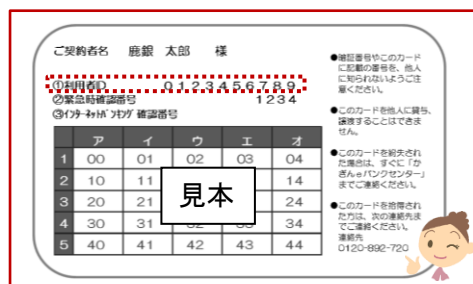 ご契約者名 鹿銀 太郎 様
①利用者ID 0123456789
②緊急時確認番号 1234
③インターネットバンキング 確認番号
ア イ ウ エ オ
1 00 01 02 03 04
2 10 11 14
3 20 21 24
4 30 31 32 33 34
5 40 41 42 43 44
見本
●暗証番号やこのカード
に記載の番号を、他人
に知られないようご注
意ください。
●このカードを他人に貸与、
譲渡することはできま
せん。
●このカードを紛失され
た場合は、すぐに「か
ぎんeバンクセンター」
までご連絡ください。
●このカードを拾得され
た方は、次の連絡先ま
でご連絡ください。
連絡先
0120-892-720